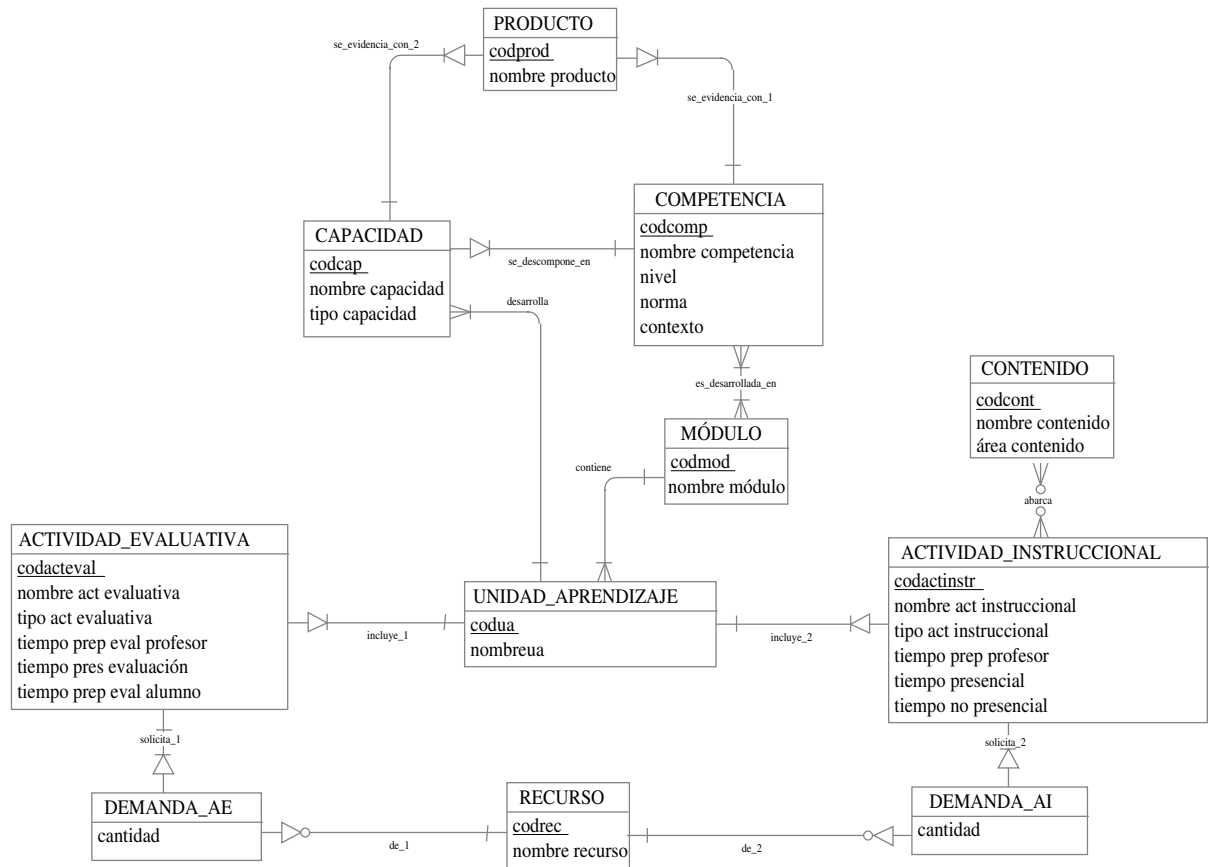 PRODUCTO
codprod
nombre producto
se_evidencia_con_2
se_evidencia_con_1
COMPETENCIA
codcomp
nombre competencia
nivel
norma
contexto
CAPACIDAD
codcap
nombre capacidad
tipo capacidad
se_descompone_en
desarrolla
es_desarrollada_en
CONTENIDO
codcont
nombre contenido
área contenido
MÓDULO
codmod
nombre módulo
contiene
abarca
ACTIVIDAD_EVALUATIVA
codacteval
nombre act evaluativa
tipo act evaluativa
tiempo prep eval profesor
tiempo pres evaluación
tiempo prep eval alumno
incluye_1
UNIDAD_APRENDIZAJE
codua
nombreua
incluye_2
ACTIVIDAD_INSTRUCCIONAL
codactinstr
nombre act instruccional
tipo act instruccional
tiempo prep profesor
tiempo presencial
tiempo no presencial
solicita_1
solicita_2
DEMANDA_AE
cantidad
de_1
RECURSO
codrec
nombre recurso
de_2
DEMANDA_AI
cantidad